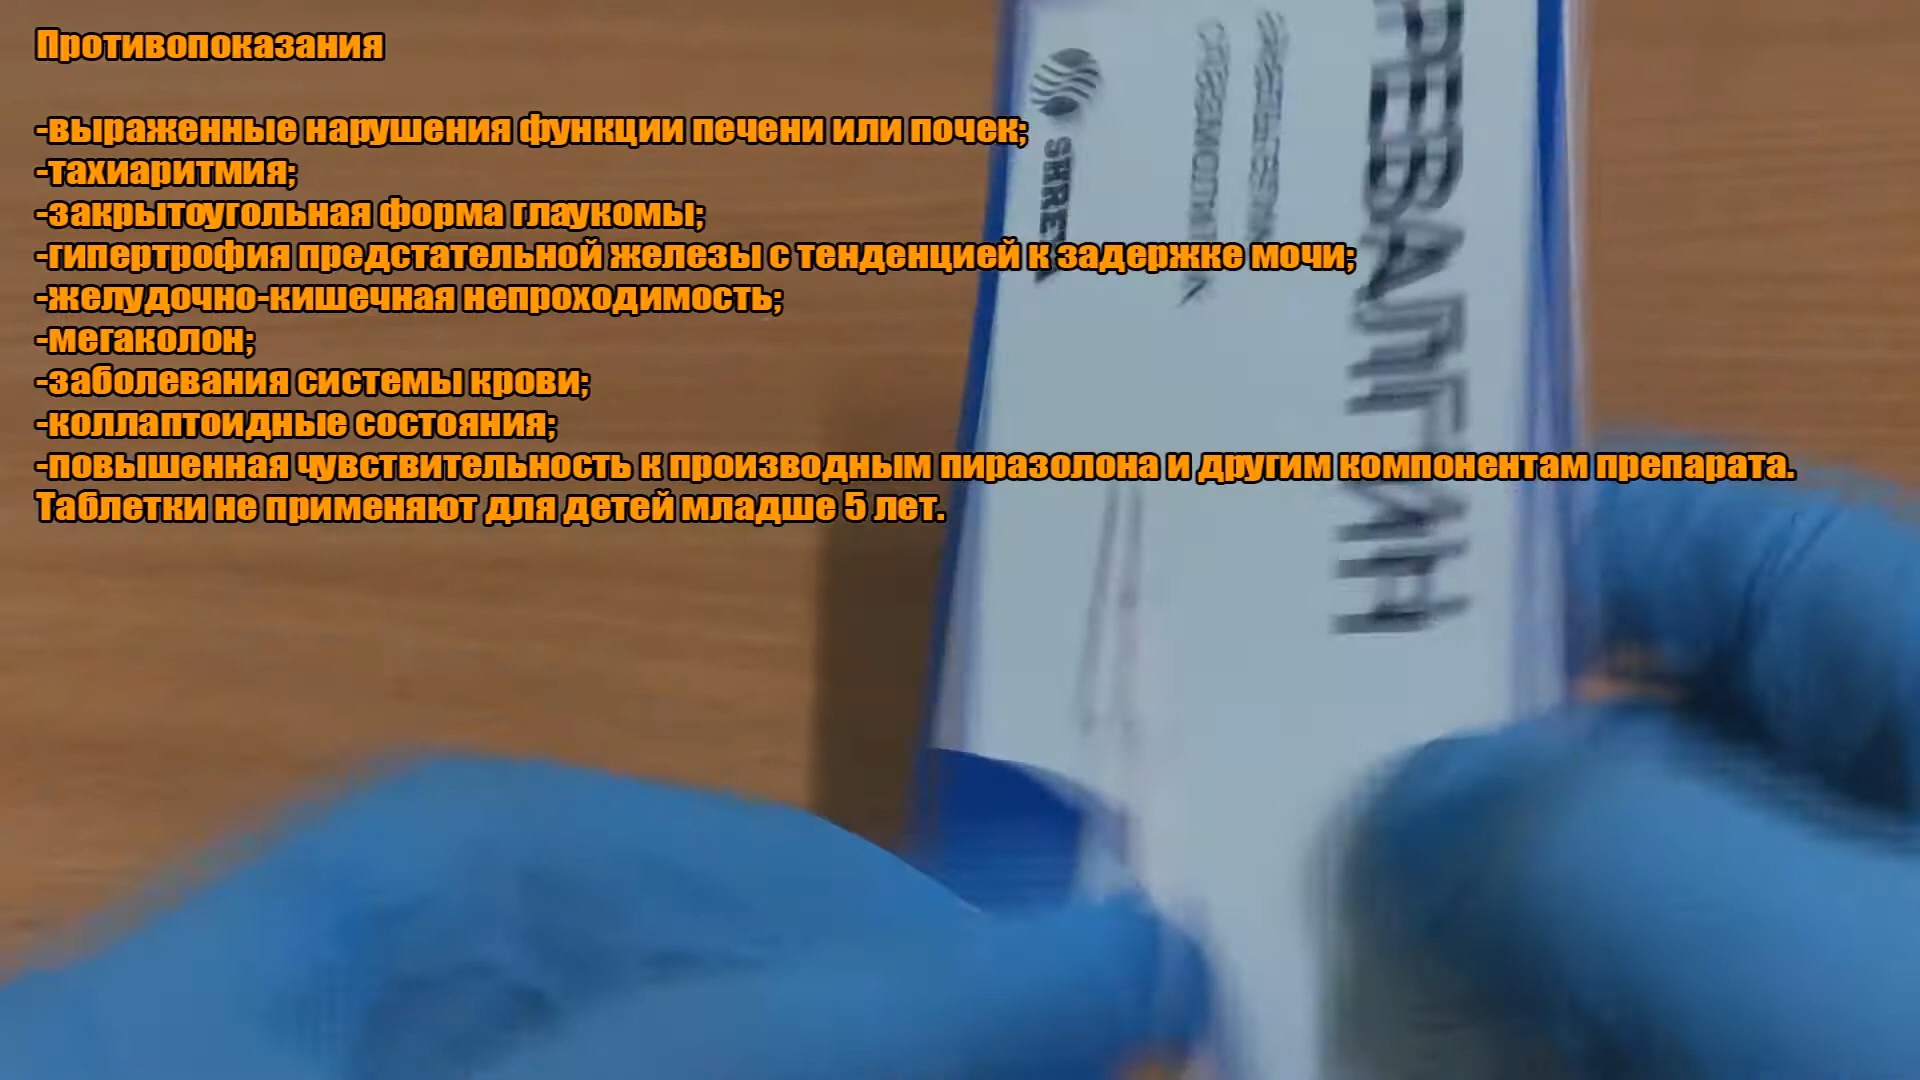 Противопоказания
-выраженные нарушения функции печени или почек;
-тахиаритмия;
-закрытоугольная форма глаукомы;
-гипертрофия предстательной железы с тенденцией к задержке мочи;
-желудочно-кишечная непроходимость;
-мегаколон;
-заболевания системы крови;
-коллаптоидные состояния;
-повышенная чувствительность к производным пиразолона и другим компонентам препарата.
Таблетки не применяют для детей младше 5 лет.
РЕВАЛГИН
SHREYA